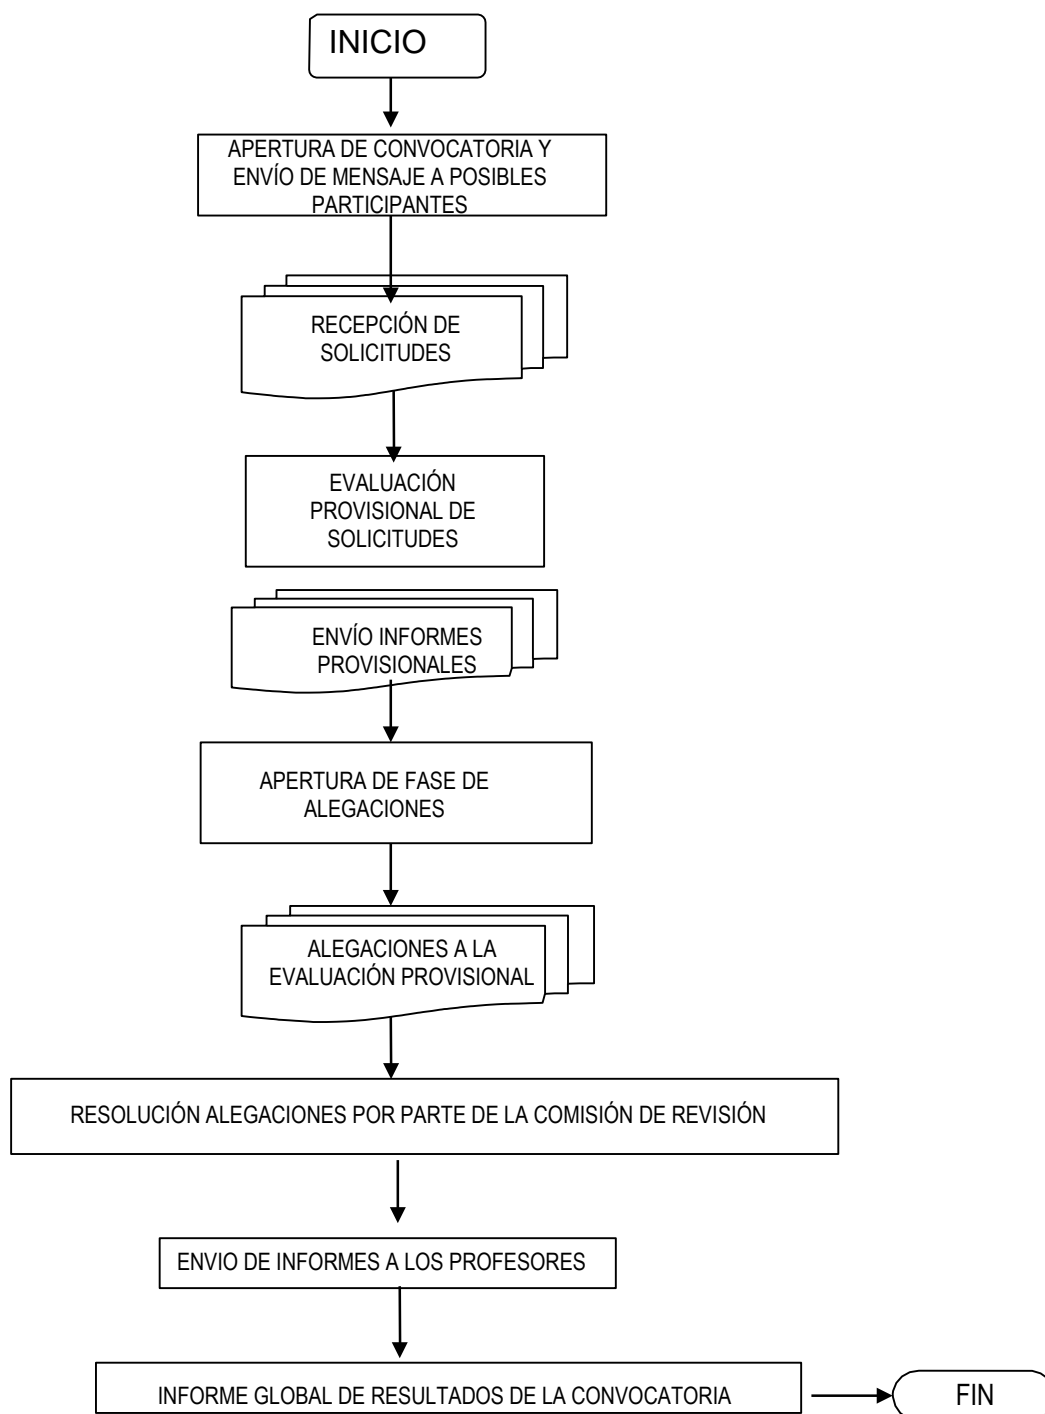 INICIO
APERTURA DE CONVOCATORIA Y
ENVÍO DE MENSAJE A POSIBLES
PARTICIPANTES
RECEPCIÓN DE
SOLICITUDES
EVALUACIÓN
PROVISIONAL DE
SOLICITUDES
ENVÍO INFORMES
PROVISIONALES
APERTURA DE FASE DE
ALEGACIONES
ALEGACIONES A LA
EVALUACIÓN PROVISIONAL
RESOLUCIÓN ALEGACIONES POR PARTE DE LA COMISIÓN DE REVISIÓN
ENVIO DE INFORMES A LOS PROFESORES
INFORME GLOBAL DE RESULTADOS DE LA CONVOCATORIA
FIN